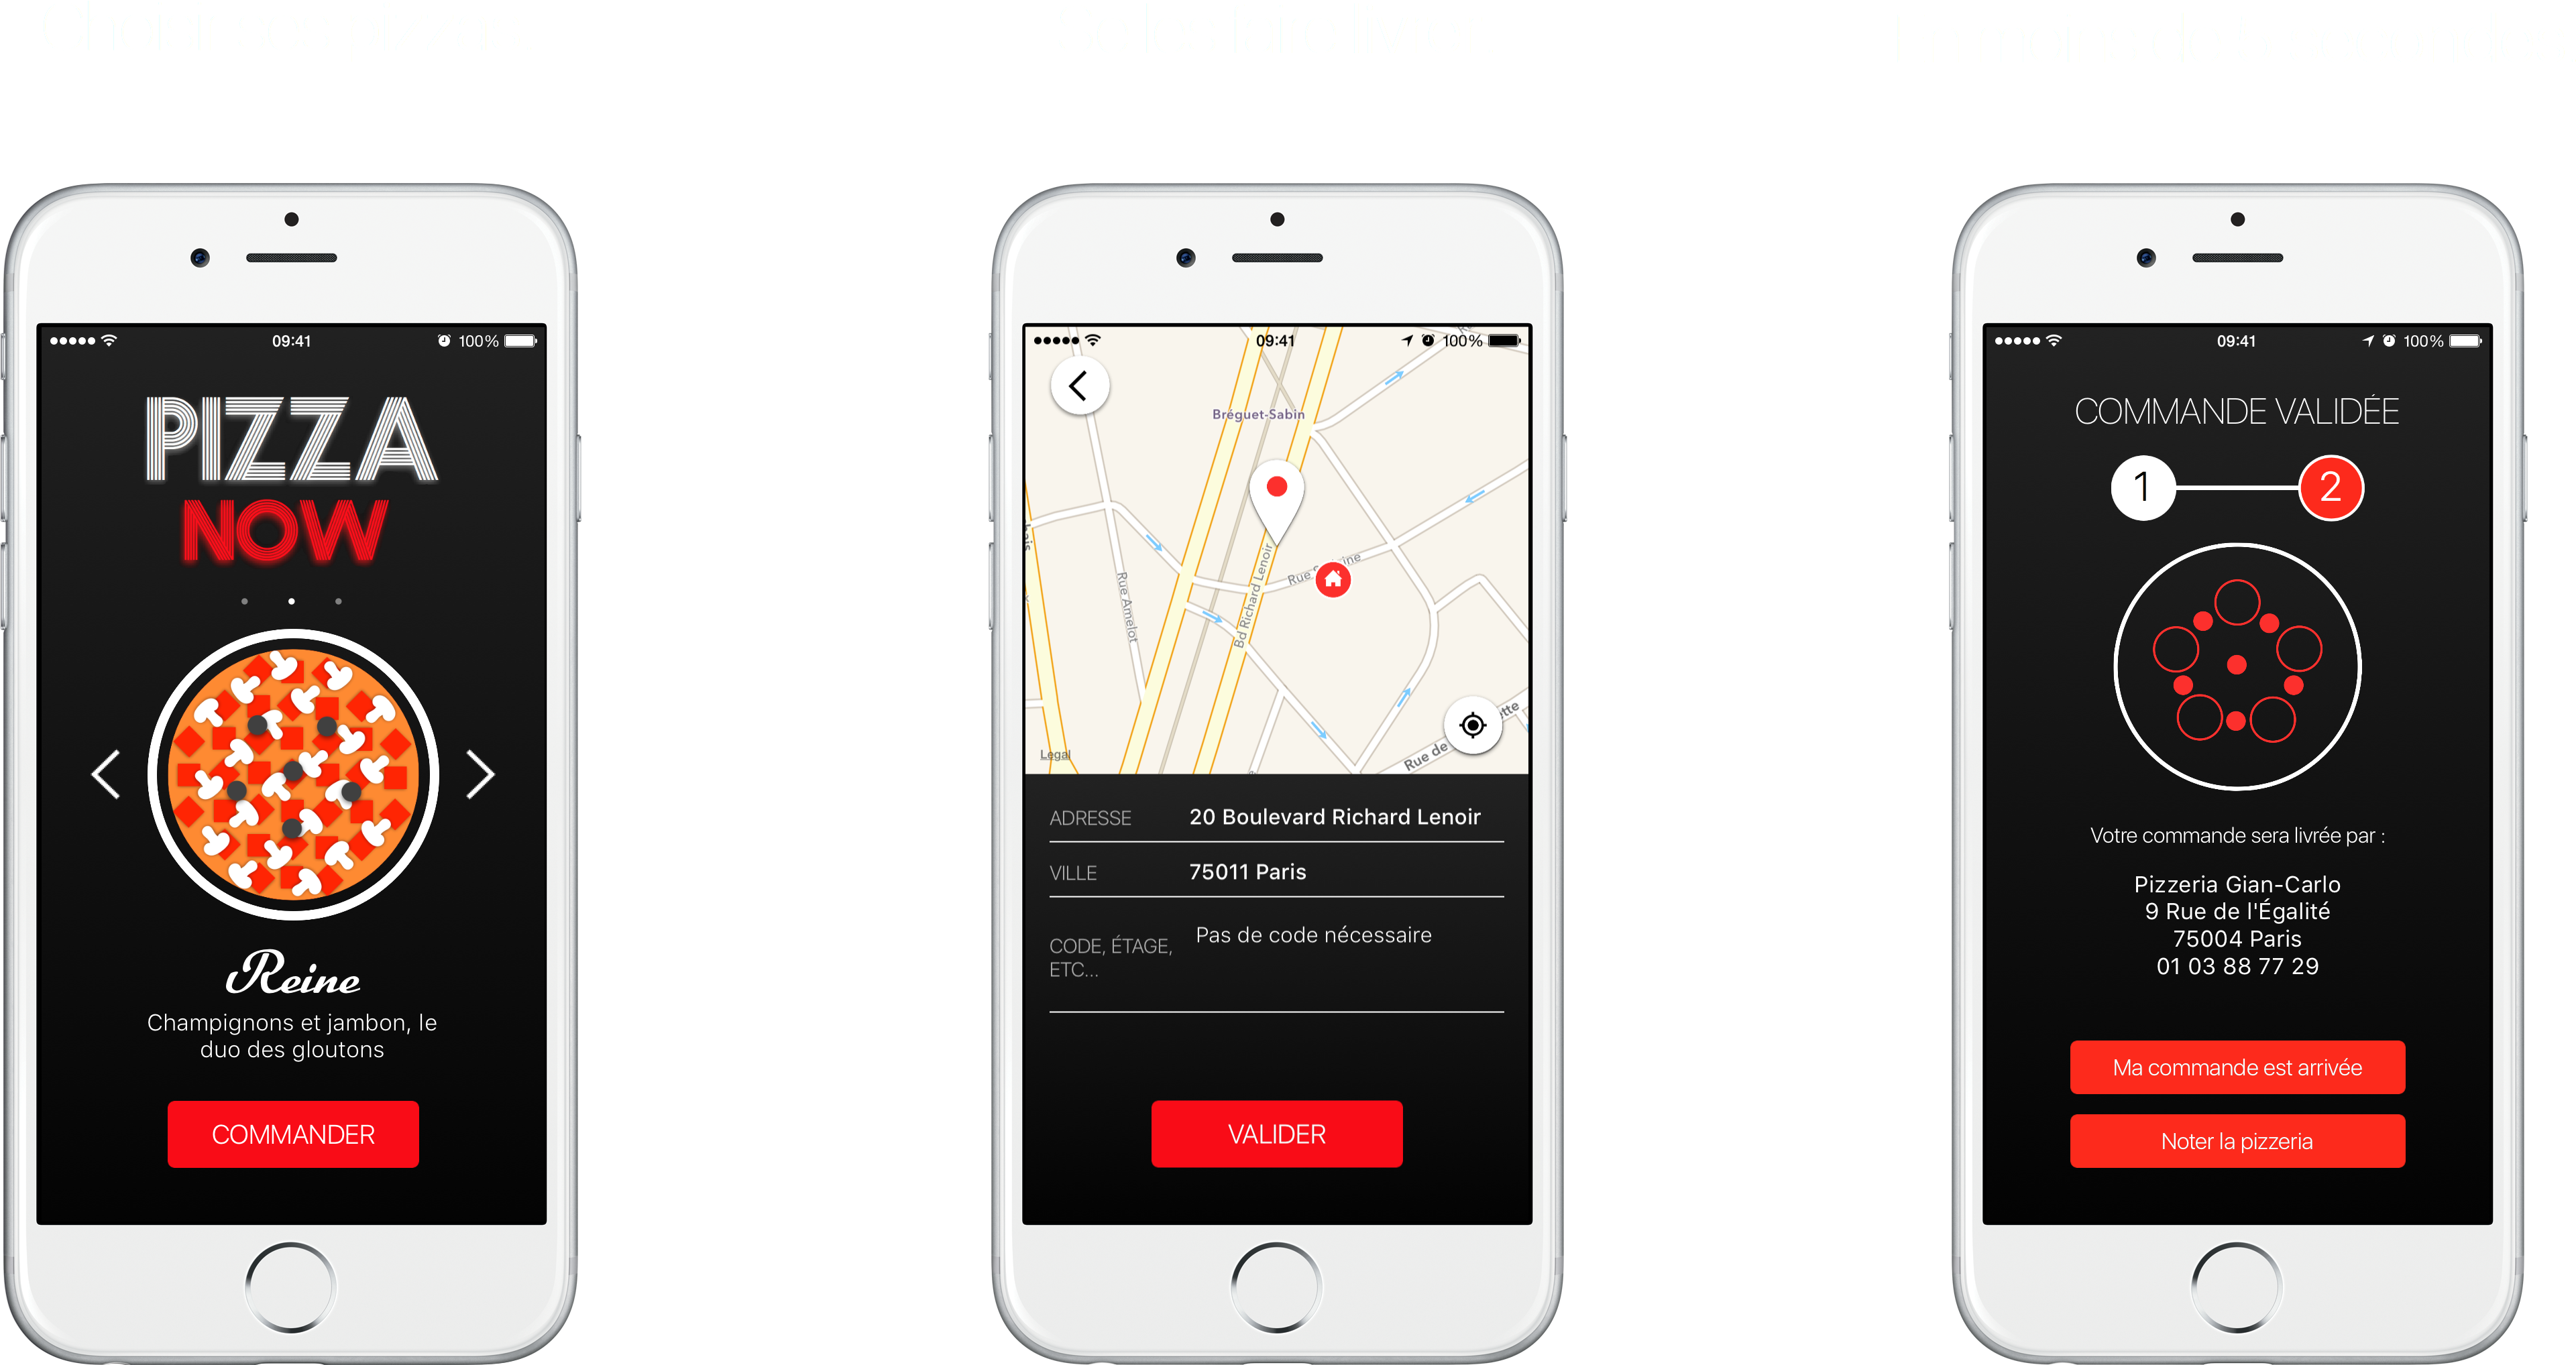 09:41
100%
PIZZA
NOW
Reine
Champignons et jambon, le
duo des gloutons
COMMANDER
09:41
100%
Bréguet-Sabin
Rue Amelot
Bd Richard Lenoir
Rue
Rue de
Legal
ADRESSE 20 Boulevard Richard Lenoir
VILLE 75011 Paris
CODE, ÉTAGE,
ETC...
Pas de code nécessaire
VALIDER
09:41
100%
COMMANDE VALIDÉE
1 2
Votre commande sera livrée par :
Pizzeria Gian-Carlo
9 Rue de l'Égalité
75004 Paris
01 03 88 77 29
Ma commande est arrivée
Noter la pizzeria